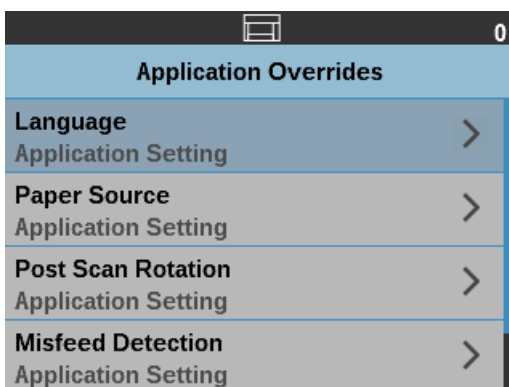 0
Application Overrides
Language
Application Setting
Paper Source
Application Setting
Post Scan Rotation
Application Setting
Misfeed Detection
Application Setting